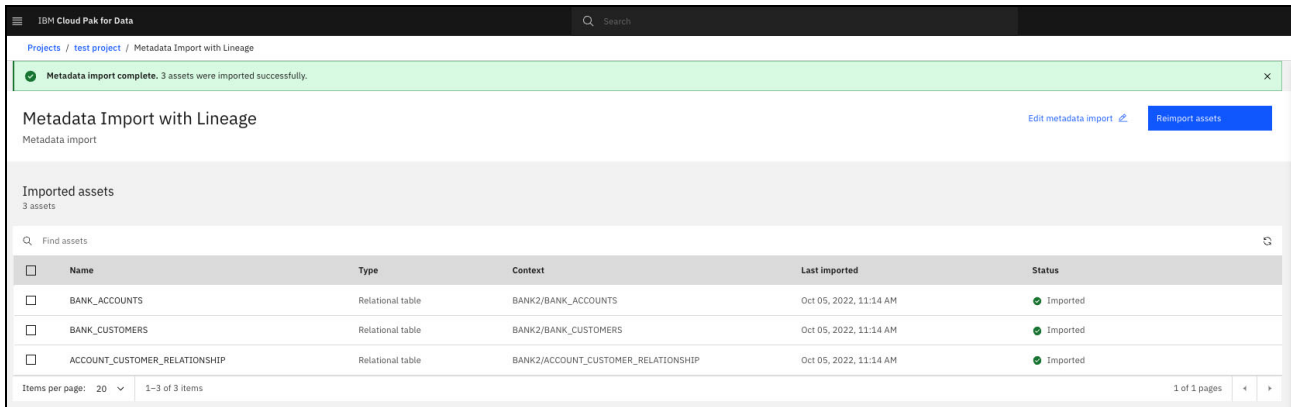 IBM Cloud Pak for Data
Search
Projects / test project / Metadata Import with Lineage
Metadata import complete. 3 assets were imported successfully.
Metadata Import with Lineage
Edit metadata import
Reimport assets
Metadata import
Imported assets
3 assets
Find assets
Name Type Context Last imported Status
BANK_ACCOUNTS Relational table BANK2/BANK_ACCOUNTS Oct 05, 2022, 11:14 AM Imported
BANK_CUSTOMERS Relational table BANK2/BANK_CUSTOMERS Oct 05, 2022, 11:14 AM Imported
ACCOUNT_CUSTOMER_RELATIONSHIP Relational table BANK2/ACCOUNT_CUSTOMER_RELATIONSHIP Oct 05, 2022, 11:14 AM Imported
Items per page: 20 1–3 of 3 items 1 of 1 pages